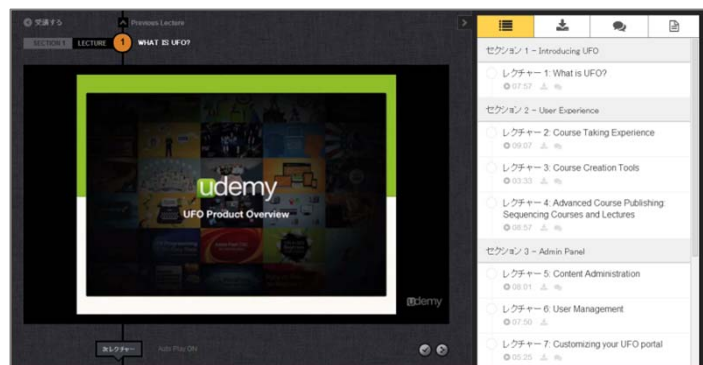 受講する
Previous Lecture
SECTION 1 LECTURE 1 WHAT IS UFO?
udemy
UFO Product Overview
udemy
次レクチャー Auto Play ON
セクション 1 - Introducing UFO
レクチャー 1: What is UFO?
07:57
セクション 2 - User Experience
レクチャー 2: Course Taking Experience
09:07
レクチャー 3: Course Creation Tools
03:33
レクチャー 4: Advanced Course Publishing:
Sequencing Courses and Lectures
08:57
セクション 3 - Admin Panel
レクチャー 5: Content Administration
08:01
レクチャー 6: User Management
07:50
レクチャー 7: Customizing your UFO portal
05:25